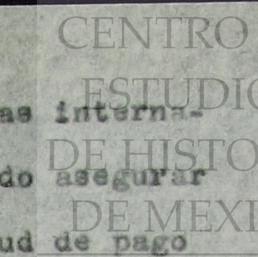 CENTRO
ESTUDIO
as interna-
DE HISTO
do asegurar
DE MEXI
ud de pago